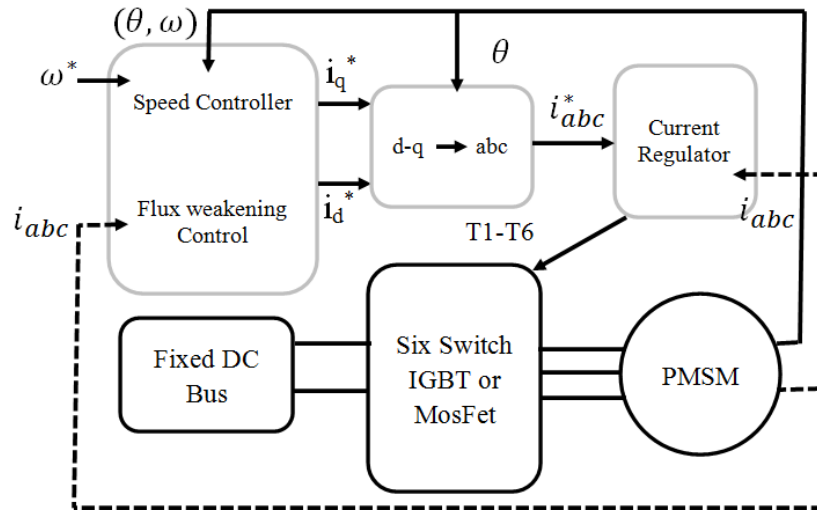 (θ, ω)
ω*
Speed Controller
Flux weakening
Control
i_abc
i_q*
i_d*
θ
d-q
abc
i*_abc
Current
Regulator
i_abc
T1-T6
Fixed DC
Bus
Six Switch
IGBT or
MosFet
PMSM